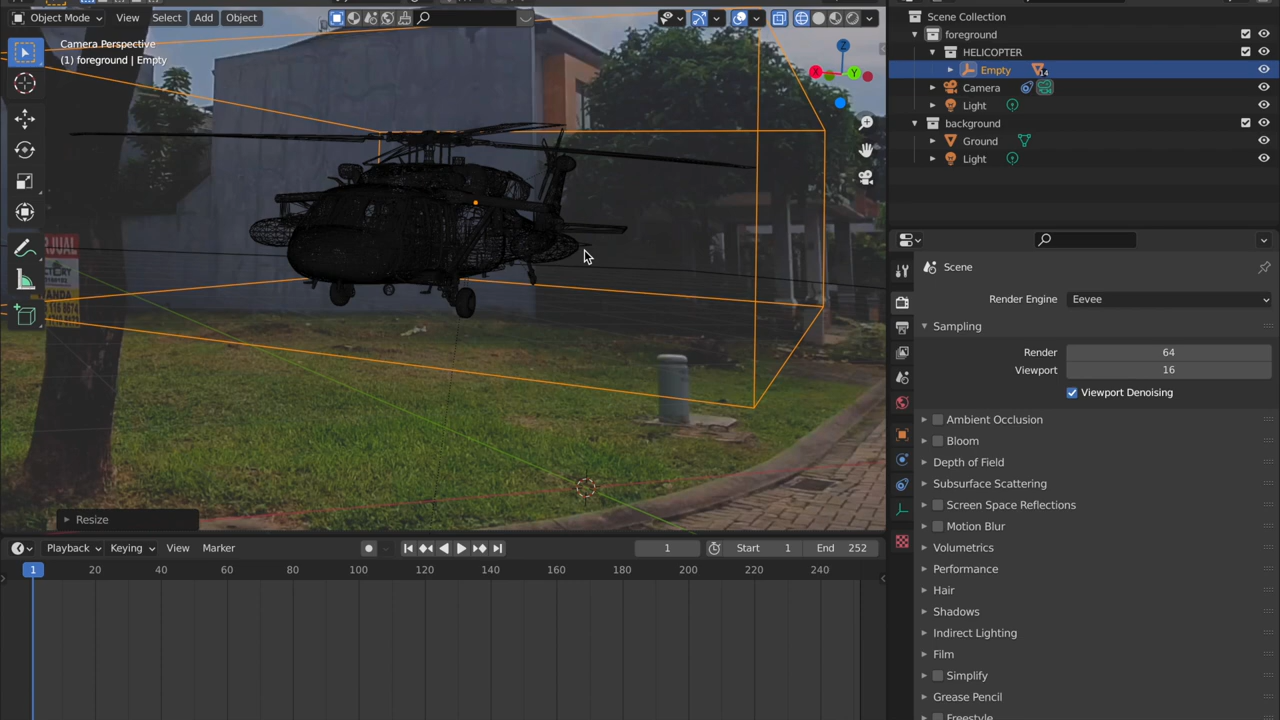 Object Mode
View
Select
Add
Object
Camera Perspective
(1) foreground | Empty
UAL
116 8674
Resize
Playback
Keying
View
Marker
1
Start 1
End 252
1
20
40
60
80
100
120
140
160
180
200
220
240
Scene Collection
foreground
HELICOPTER
Empty
14
Camera
Light
background
Ground
Light
Scene
Render Engine
Eevee
Sampling
Render 64
Viewport 16
Viewport Denoising
Ambient Occlusion
Bloom
Depth of Field
Subsurface Scattering
Screen Space Reflections
Motion Blur
Volumetrics
Performance
Hair
Shadows
Indirect Lighting
Film
Simplify
Grease Pencil
Freestyle